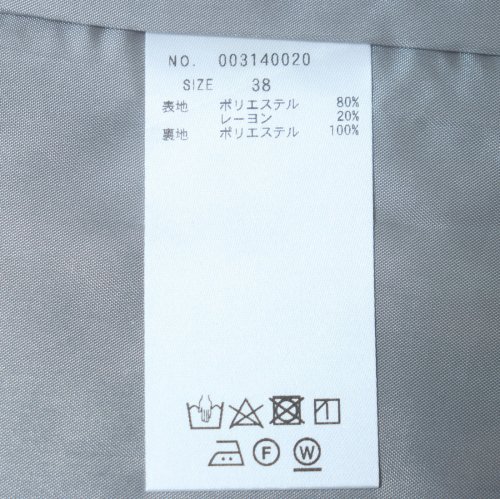 NO. 003140020
SIZE 38
表地 ポリエステル 80%
レーヨン 20%
裏地 ポリエステル 100%
F W